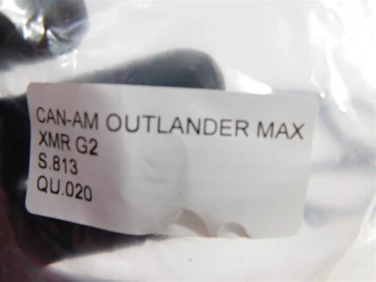 CAN-AM OUTLANDER MAX
XMR G2
S.813
QU.020